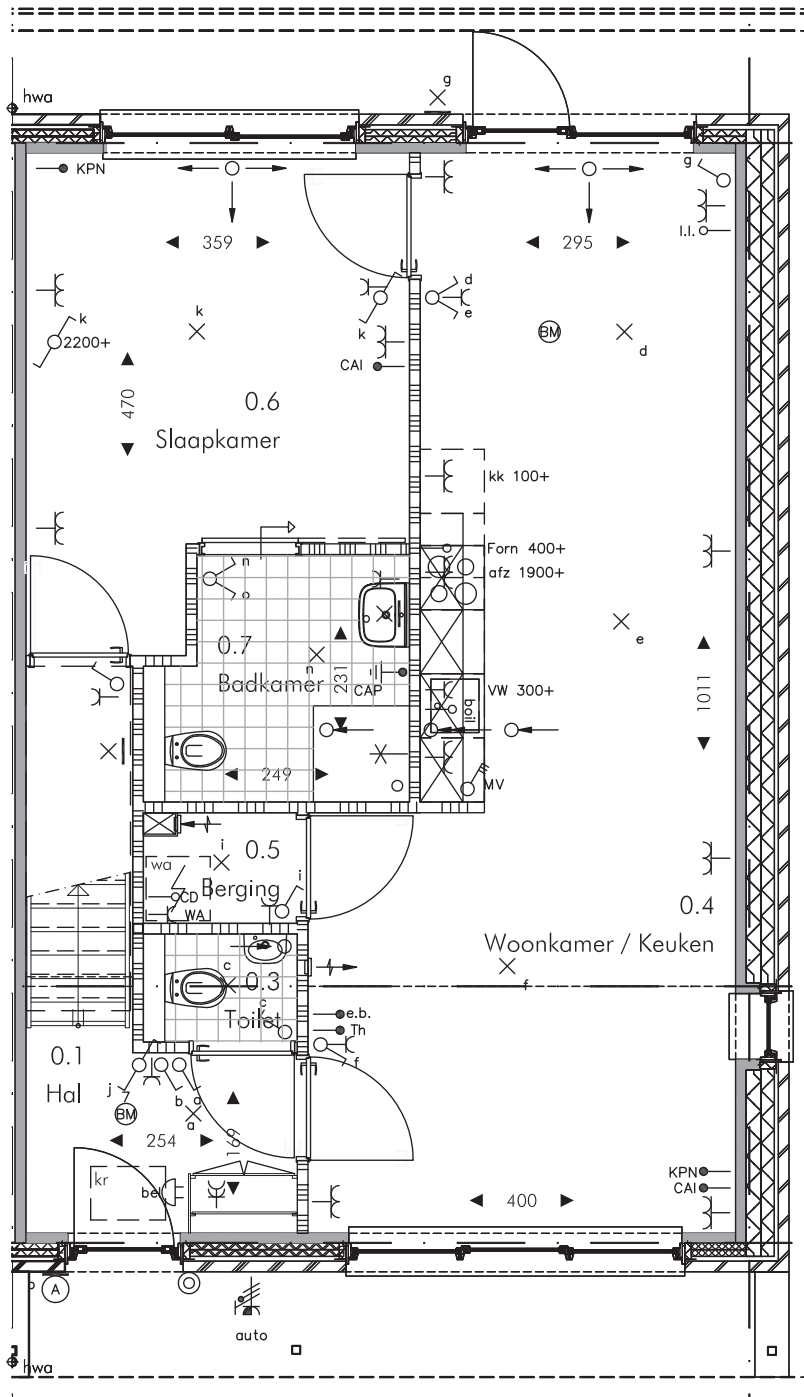 hwa
g
KPN
g
l.l.
359
295
d
e
k
k
k
2200+
BM
d
CAI
470
0.6
Slaapkamer
kk 100+
Forn 400+
afz 1900+
n
o
o
e
0.7
n
Badkamer
231
CAP
VW 300+
boil
1011
249
m
MV
i
0.5
wa
i
Berging
CD
WA
0.4
Woonkamer / Keuken
c
0.3
f
c
Toilet
e.b.
Th
f
0.1
Hal
j
b
a
BM
a
254
169
kr
bel
KPN
CAI
400
A
auto
hwa